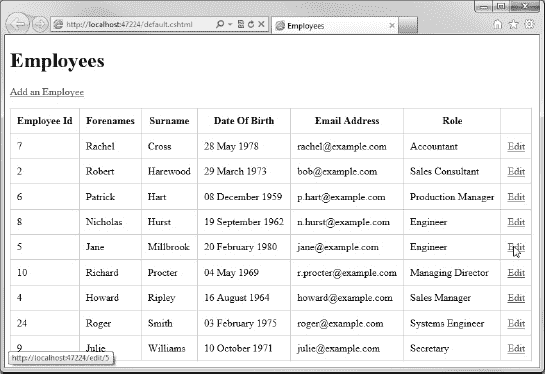 http://localhost:47224/default.cshtml
Employees
Employees
Add an Employee
Employee Id Forenames Surname Date Of Birth Email Address Role
7 Rachel Cross 28 May 1978 rachel@example.com Accountant Edit
2 Robert Harewood 29 March 1973 bob@example.com Sales Consultant Edit
6 Patrick Hart 08 December 1959 p.hart@example.com Production Manager Edit
8 Nicholas Hurst 19 September 1962 n.hurst@example.com Engineer Edit
5 Jane Millbrook 20 February 1980 jane@example.com Engineer Edit
10 Richard Procter 04 May 1969 r.procter@example.com Managing Director Edit
4 Howard Ripley 16 August 1964 howard@example.com Sales Manager Edit
24 Roger Smith 03 February 1975 roger@example.com Systems Engineer Edit
9 Julie Williams 10 October 1971 julie@example.com Secretary Edit
http://localhost:47224/edit/5